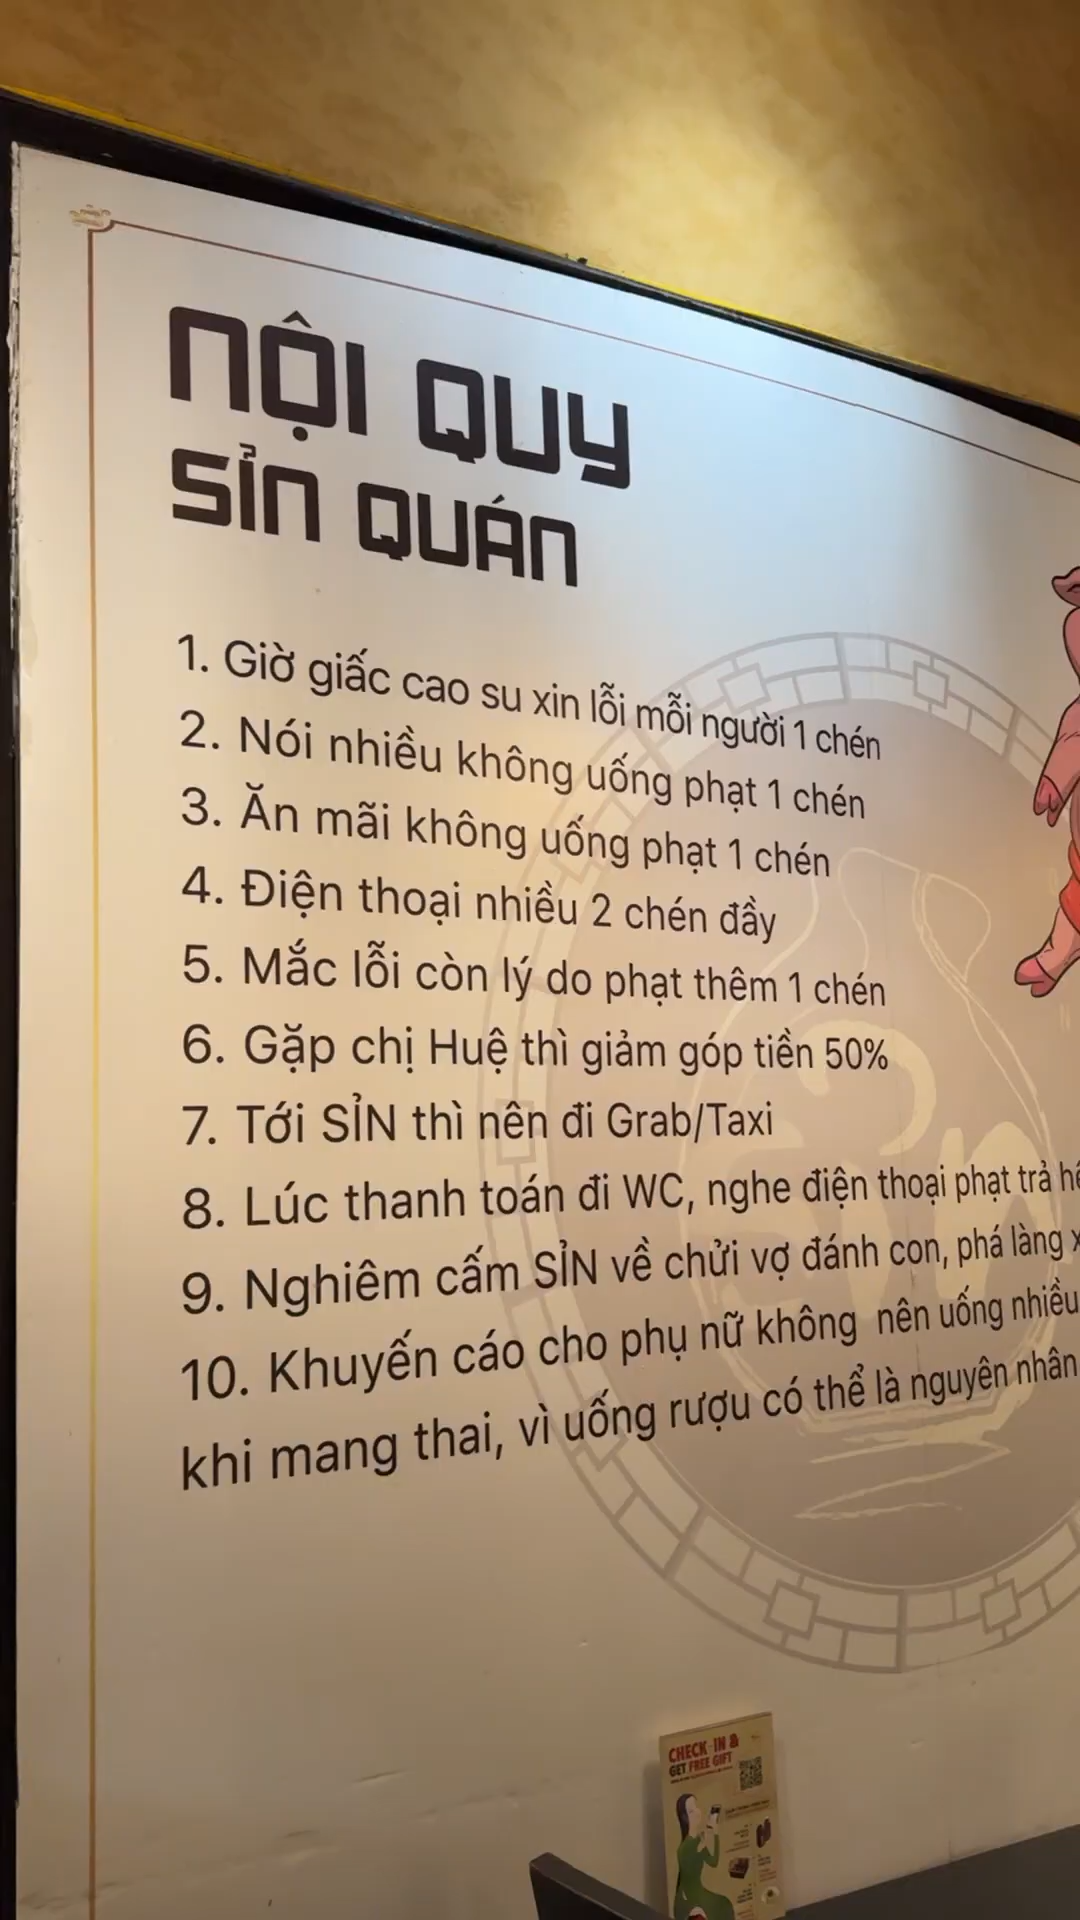 NỘI QUY
SỈN QUÁN
1. Giờ giấc cao su xin lỗi mỗi người 1 chén
2. Nói nhiều không uống phạt 1 chén
3. Ăn mãi không uống phạt 1 chén
4. Điện thoại nhiều 2 chén đầy
5. Mắc lỗi còn lý do phạt thêm 1 chén
6. Gặp chị Huệ thì giảm góp tiền 50%
7. Tới SỈN thì nên đi Grab/Taxi
8. Lúc thanh toán đi WC, nghe điện thoại phạt trả
9. Nghiêm cấm SỈN về chửi vợ đánh con, phá làng
10. Khuyến cáo cho phụ nữ không nên uống nhiều
khi mang thai, vì uống rượu có thể là nguyên nhân
Sỉn
CHECK-IN &
GET FREE GIFT